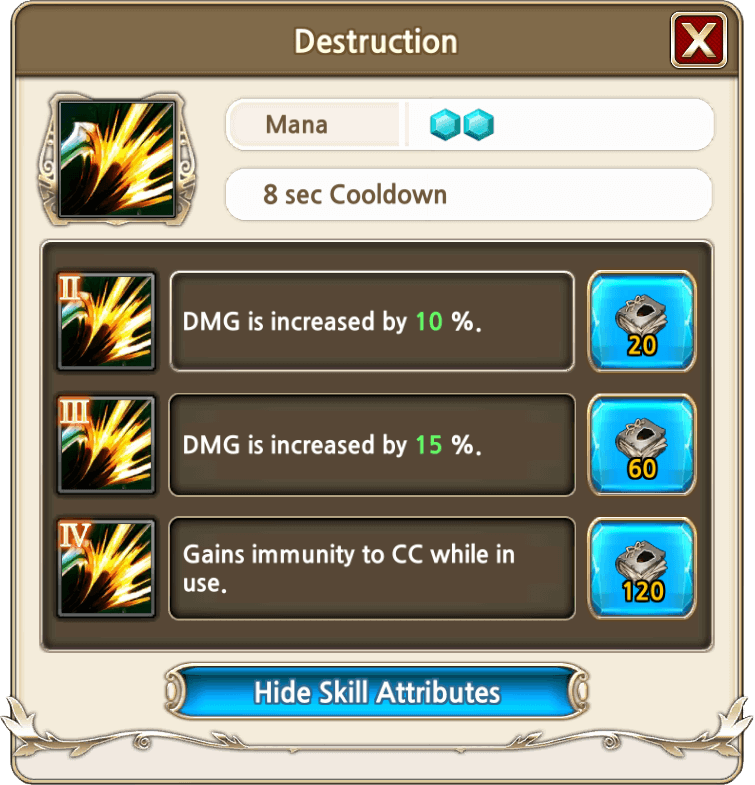 Destruction
X
Mana
8 sec Cooldown
II
DMG is increased by 10 %.
20
III
DMG is increased by 15 %.
60
IV
Gains immunity to CC while in
use.
120
Hide Skill Attributes